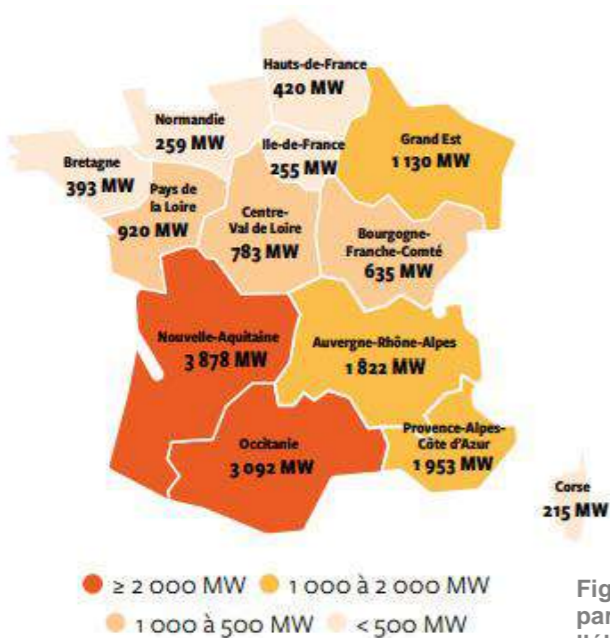 Hauts-de-France
420 MW
Normandie
259 MW
Ile-de-France
255 MW
Grand Est
1 130 MW
Bretagne
393 MW
Pays de
la Loire
920 MW
Centre-
Val de Loire
783 MW
Bourgogne-
Franche-Comté
635 MW
Nouvelle-Aquitaine
3 878 MW
Auvergne-Rhône-Alpes
1 822 MW
Occitanie
3 092 MW
Provence-Alpes-
Côte d'Azur
1 953 MW
Corse
215 MW
≥ 2 000 MW 1 000 à 2 000 MW
1 000 à 500 MW < 500 MW
Fig
par